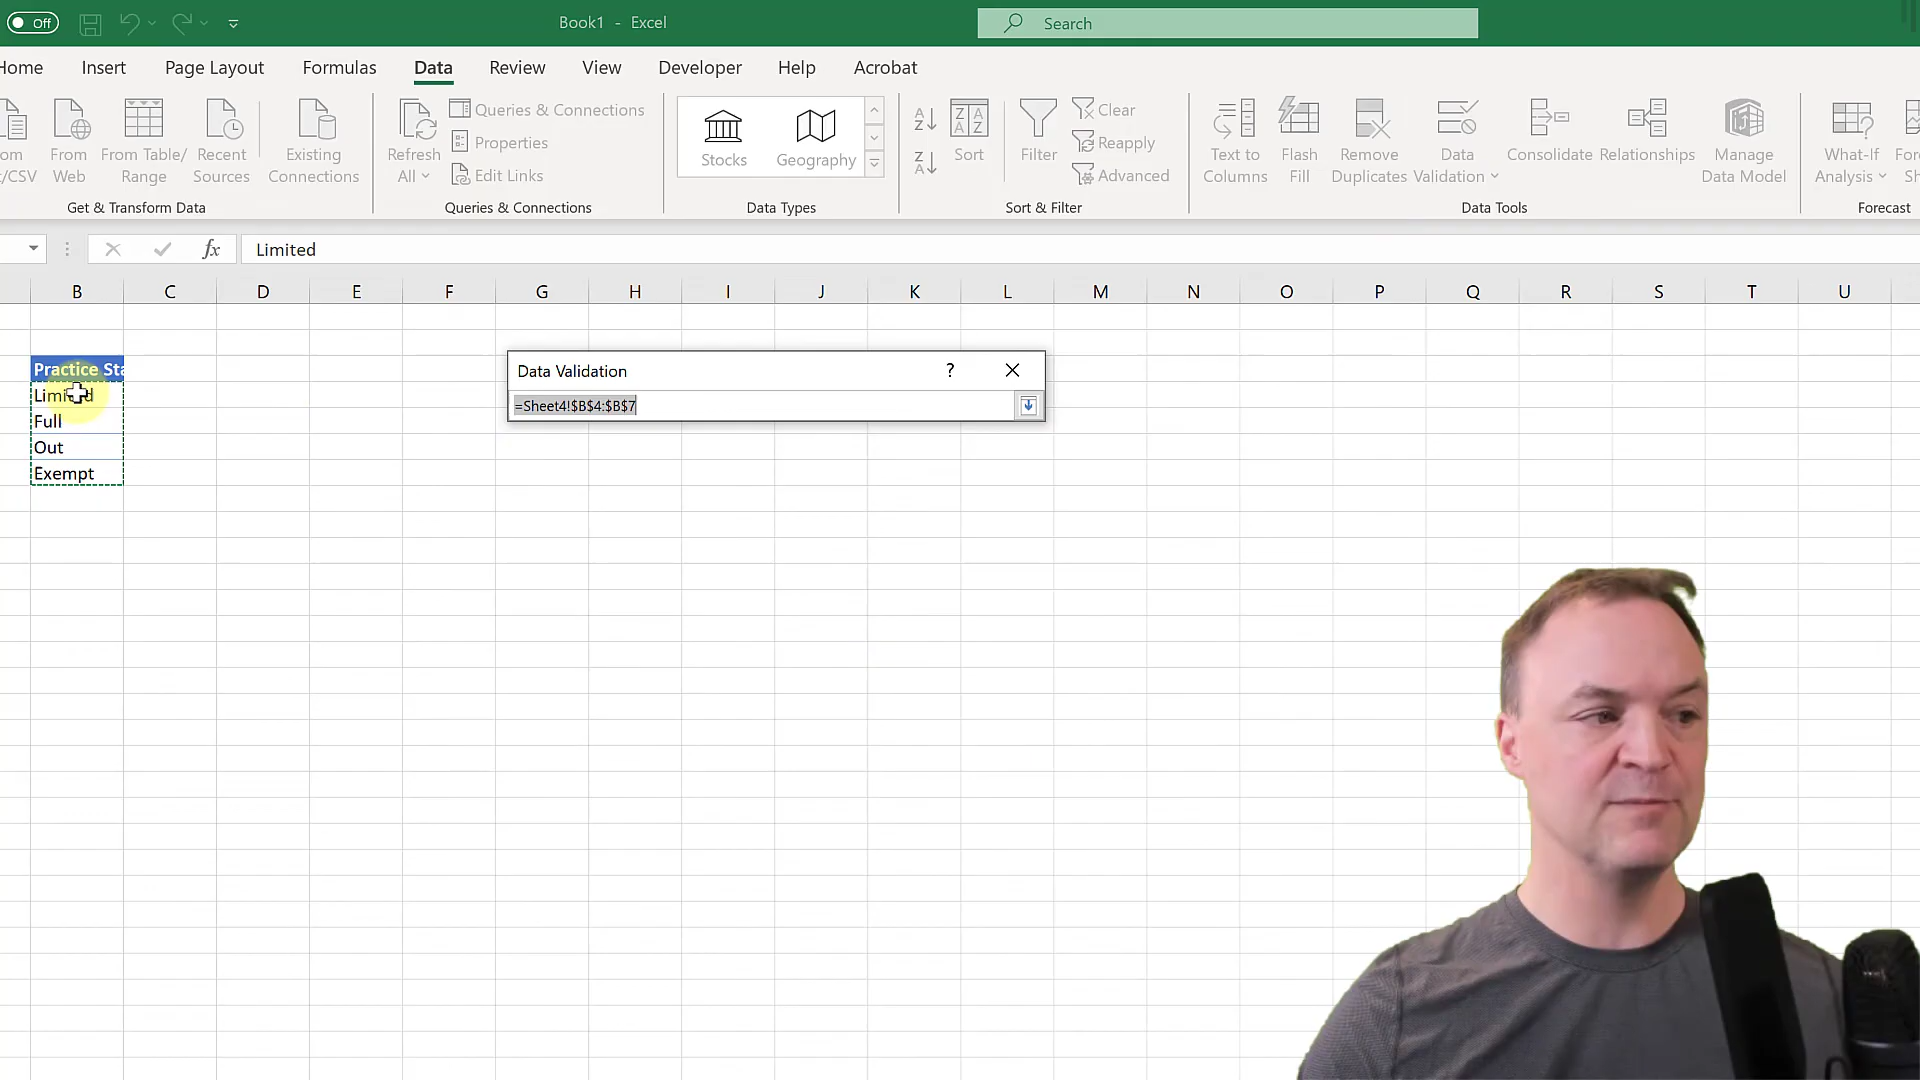 Off
Book1 - Excel
Search
Home
Insert
Page Layout
Formulas
Data
Review
View
Developer
Help
Acrobat
From
t/CSV
From
Web
From Table/
Range
Recent
Sources
Existing
Connections
Get & Transform Data
Refresh
All
Queries & Connections
Properties
Edit Links
Queries & Connections
Stocks
Geography
Data Types
Sort
Filter
Clear
Reapply
Advanced
Sort & Filter
Text to
Columns
Flash
Fill
Remove
Duplicates
Data
Validation
Consolidate
Relationships
Manage
Data Model
Data Tools
What-If
Analysis
Fore
Sh
Forecast
fx
Limited
B C D E F G H I J K L M N O P Q R S T U
Practice Sta
Limited
Full
Out
Exempt
Data Validation
?
=Sheet4!$B$4:$B$7